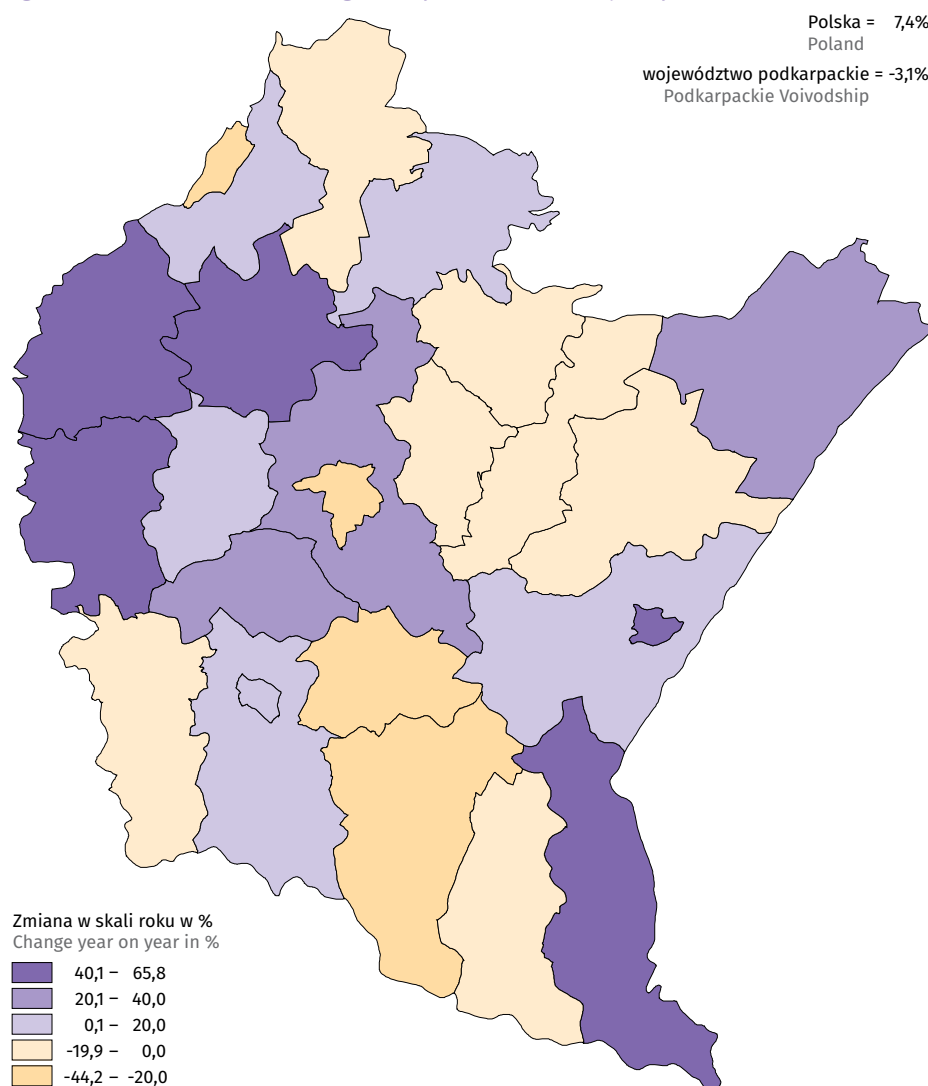 Polska = 7,4%
Poland
województwo podkarpackie = -3,1%
Podkarpackie Voivodship
Zmiana w skali roku w %
Change year on year in %
40,1 – 65,8
20,1 – 40,0
0,1 – 20,0
-19,9 – 0,0
-44,2 – -20,0